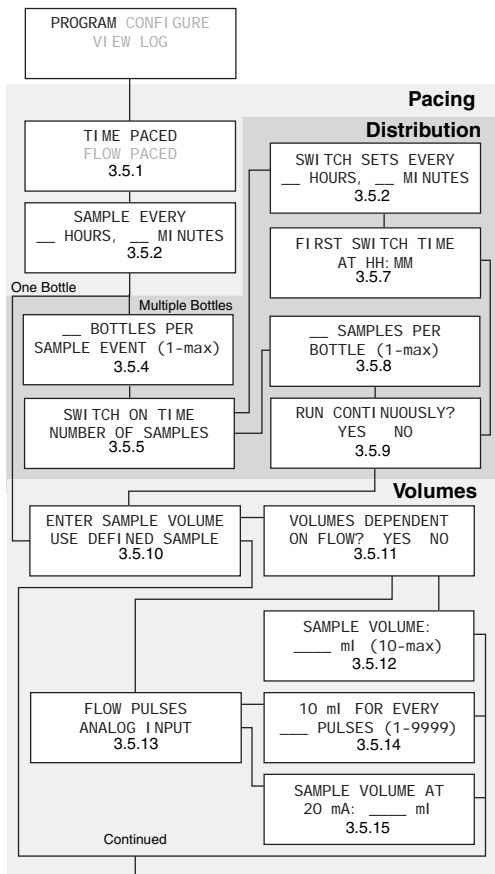 PROGRAM CONFIGURE
VIEW LOG
Pacing
Distribution
TIME PACED
FLOW PACED
3.5.1
SWITCH SETS EVERY
__ HOURS, __ MINUTES
3.5.2
SAMPLE EVERY
__ HOURS, __ MINUTES
3.5.2
FIRST SWITCH TIME
AT HH:MM
3.5.7
One Bottle
Multiple Bottles
__ BOTTLES PER
SAMPLE EVENT (1-max)
3.5.4
__ SAMPLES PER
BOTTLE (1-max)
3.5.8
SWITCH ON TIME
NUMBER OF SAMPLES
3.5.5
RUN CONTINUOUSLY?
YES NO
3.5.9
Volumes
ENTER SAMPLE VOLUME
USE DEFINED SAMPLE
3.5.10
VOLUMES DEPENDENT
ON FLOW? YES NO
3.5.11
SAMPLE VOLUME:
____ ml (10-max)
3.5.12
FLOW PULSES
ANALOG INPUT
3.5.13
10 ml FOR EVERY
___ PULSES (1-9999)
3.5.14
SAMPLE VOLUME AT
20 mA: ____ ml
3.5.15
Continued